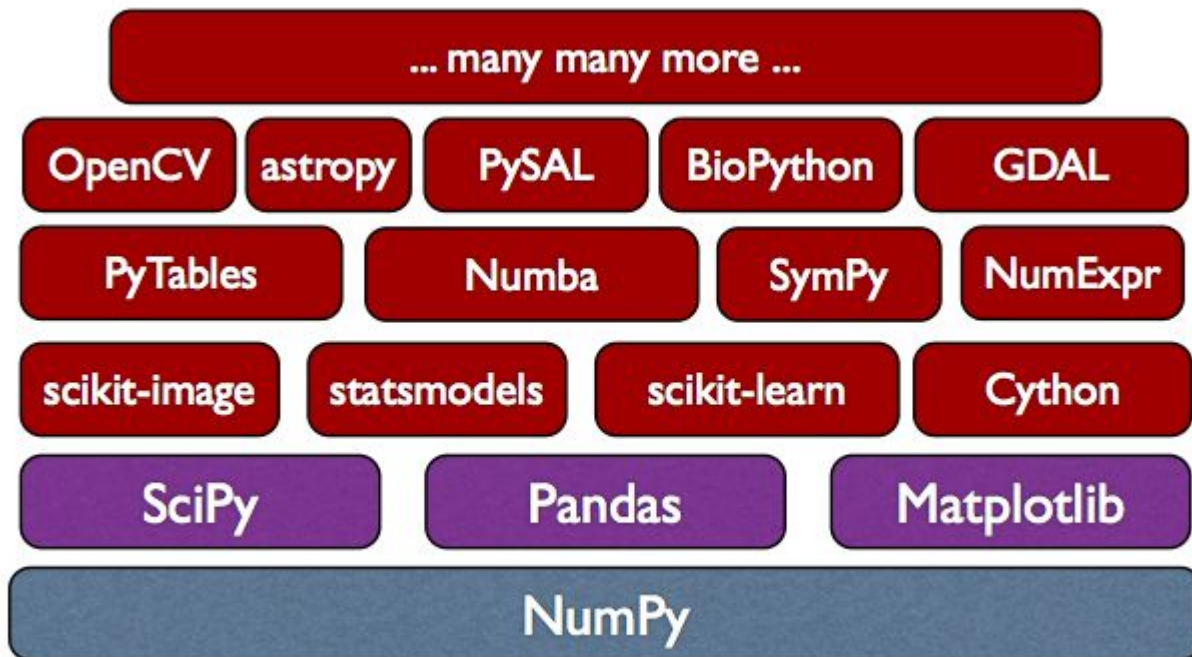 ... many many more ...
OpenCV astropy PySAL BioPython GDAL
PyTables Numba SymPy NumExpr
scikit-image statsmodels scikit-learn Cython
SciPy Pandas Matplotlib
NumPy